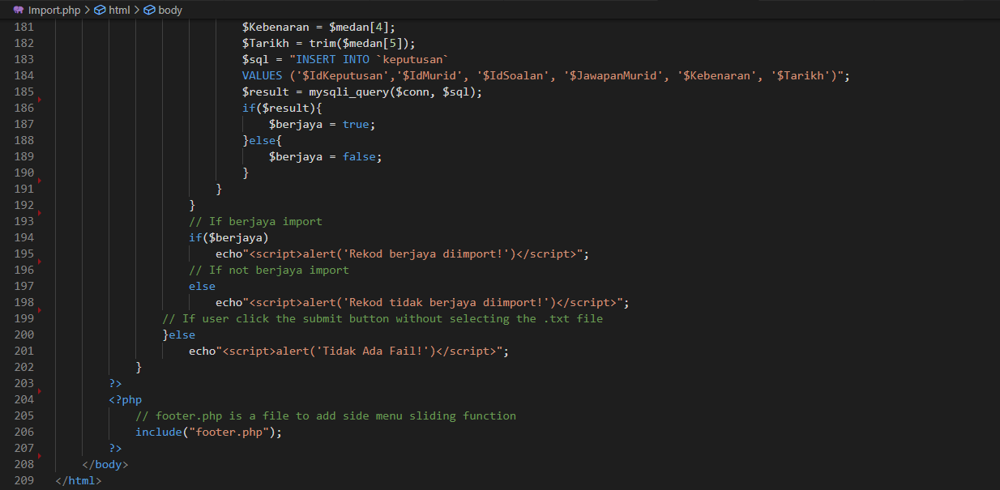 Import.php > html > body
181 $Kebenaran = $medan[4];
182 $Tarikh = trim($medan[5]);
183 $sql = "INSERT INTO `keputusan`
184 VALUES ('$IdKeputusan','$IdMurid', '$IdSoalan', '$JawapanMurid', '$Kebenaran', '$Tarikh')";
185 $result = mysqli_query($conn, $sql);
186 if($result){
187 $berjaya = true;
188 }else{
189 $berjaya = false;
190 }
191 }
192 }
193 // If berjaya import
194 if($berjaya)
195 echo"<script>alert('Rekod berjaya diimport!')</script>";
196 // If not berjaya import
197 else
198 echo"<script>alert('Rekod tidak berjaya diimport!')</script>";
199 // If user click the submit button without selecting the .txt file
200 }else
201 echo"<script>alert('Tidak Ada Fail!')</script>";
202 }
203 ?>
204 <?php
205 // footer.php is a file to add side menu sliding function
206 include("footer.php");
207 ?>
208 </body>
209 </html>